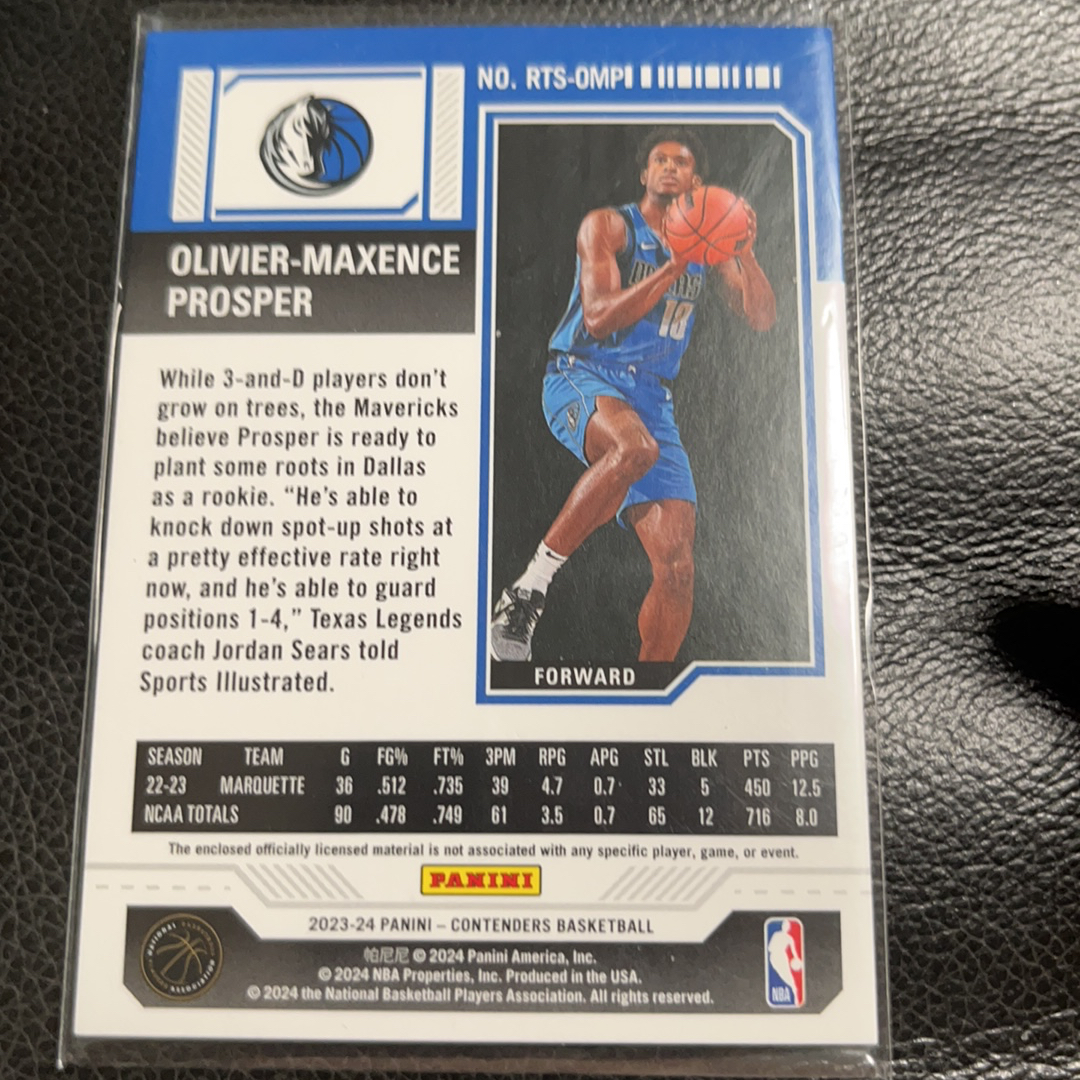 NO. RTS-OMP
OLIVIER-MAXENCE
PROSPER
While 3-and-D players don't
grow on trees, the Mavericks
believe Prosper is ready to
plant some roots in Dallas
as a rookie. “He's able to
knock down spot-up shots at
a pretty effective rate right
now, and he's able to guard
positions 1-4,” Texas Legends
coach Jordan Sears told
Sports Illustrated.
18
FORWARD
SEASON TEAM G FG% FT% 3PM RPG APG STL BLK PTS PPG
22-23 MARQUETTE 36 .512 .735 39 4.7 0.7 33 5 450 12.5
NCAA TOTALS 90 .478 .749 61 3.5 0.7 65 12 716 8.0
The enclosed officially licensed material is not associated with any specific player, game, or event.
PANINI
2023-24 PANINI – CONTENDERS BASKETBALL
帕尼尼 © 2024 Panini America, Inc.
© 2024 NBA Properties, Inc. Produced in the USA.
© 2024 the National Basketball Players Association. All rights reserved.
NBA